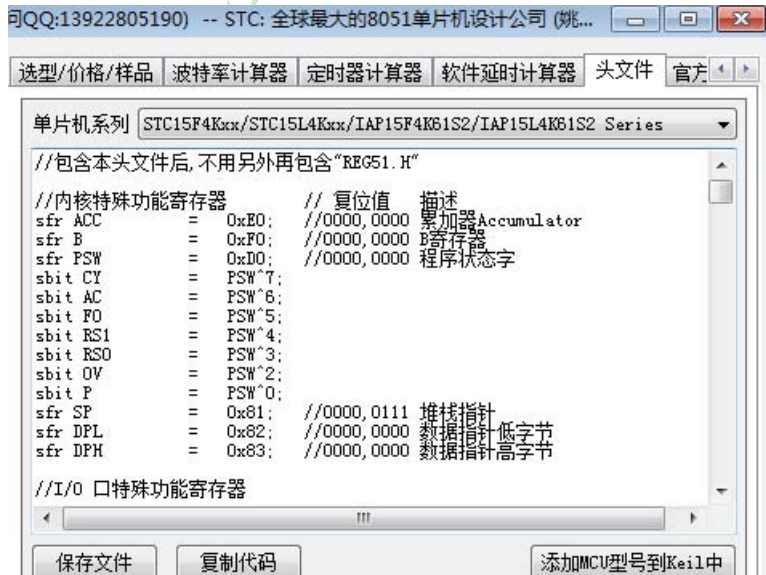 问QQ:13922805190) -- STC: 全球最大的8051单片机设计公司 (姚...
选型/价格/样品 波特率计算器 定时器计算器 软件延时计算器 头文件 官方
单片机系列 STC15F4Kxx/STC15L4Kxx/IAP15F4K61S2/IAP15L4K61S2 Series
//包含本头文件后,不用另外再包含"REG51.H"
//内核特殊功能寄存器 // 复位值 描述
sfr ACC = 0xE0; //0000,0000 累加器Accumulator
sfr B = 0xF0; //0000,0000 B寄存器
sfr PSW = 0xD0; //0000,0000 程序状态字
sbit CY = PSW^7;
sbit AC = PSW^6;
sbit F0 = PSW^5;
sbit RS1 = PSW^4;
sbit RS0 = PSW^3;
sbit OV = PSW^2;
sbit P = PSW^0;
sfr SP = 0x81; //0000,0111 堆栈指针
sfr DPL = 0x82; //0000,0000 数据指针低字节
sfr DPH = 0x83; //0000,0000 数据指针高字节
//I/O 口特殊功能寄存器
保存文件 复制代码 添加MCU型号到Keil中